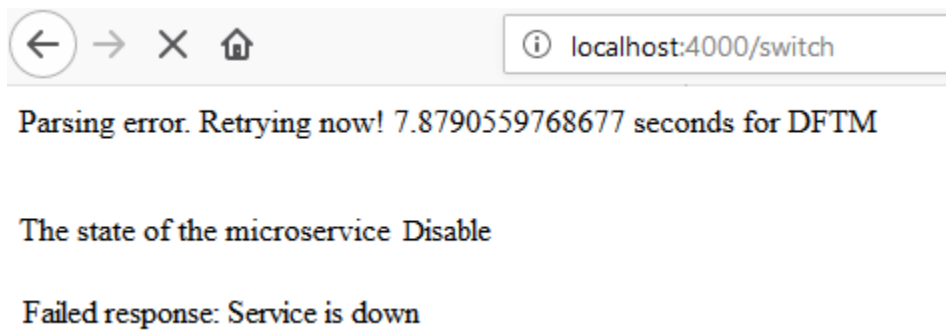 localhost:4000/switch
Parsing error. Retrying now! 7.8790559768677 seconds for DFTM
The state of the microservice Disable
Failed response: Service is down